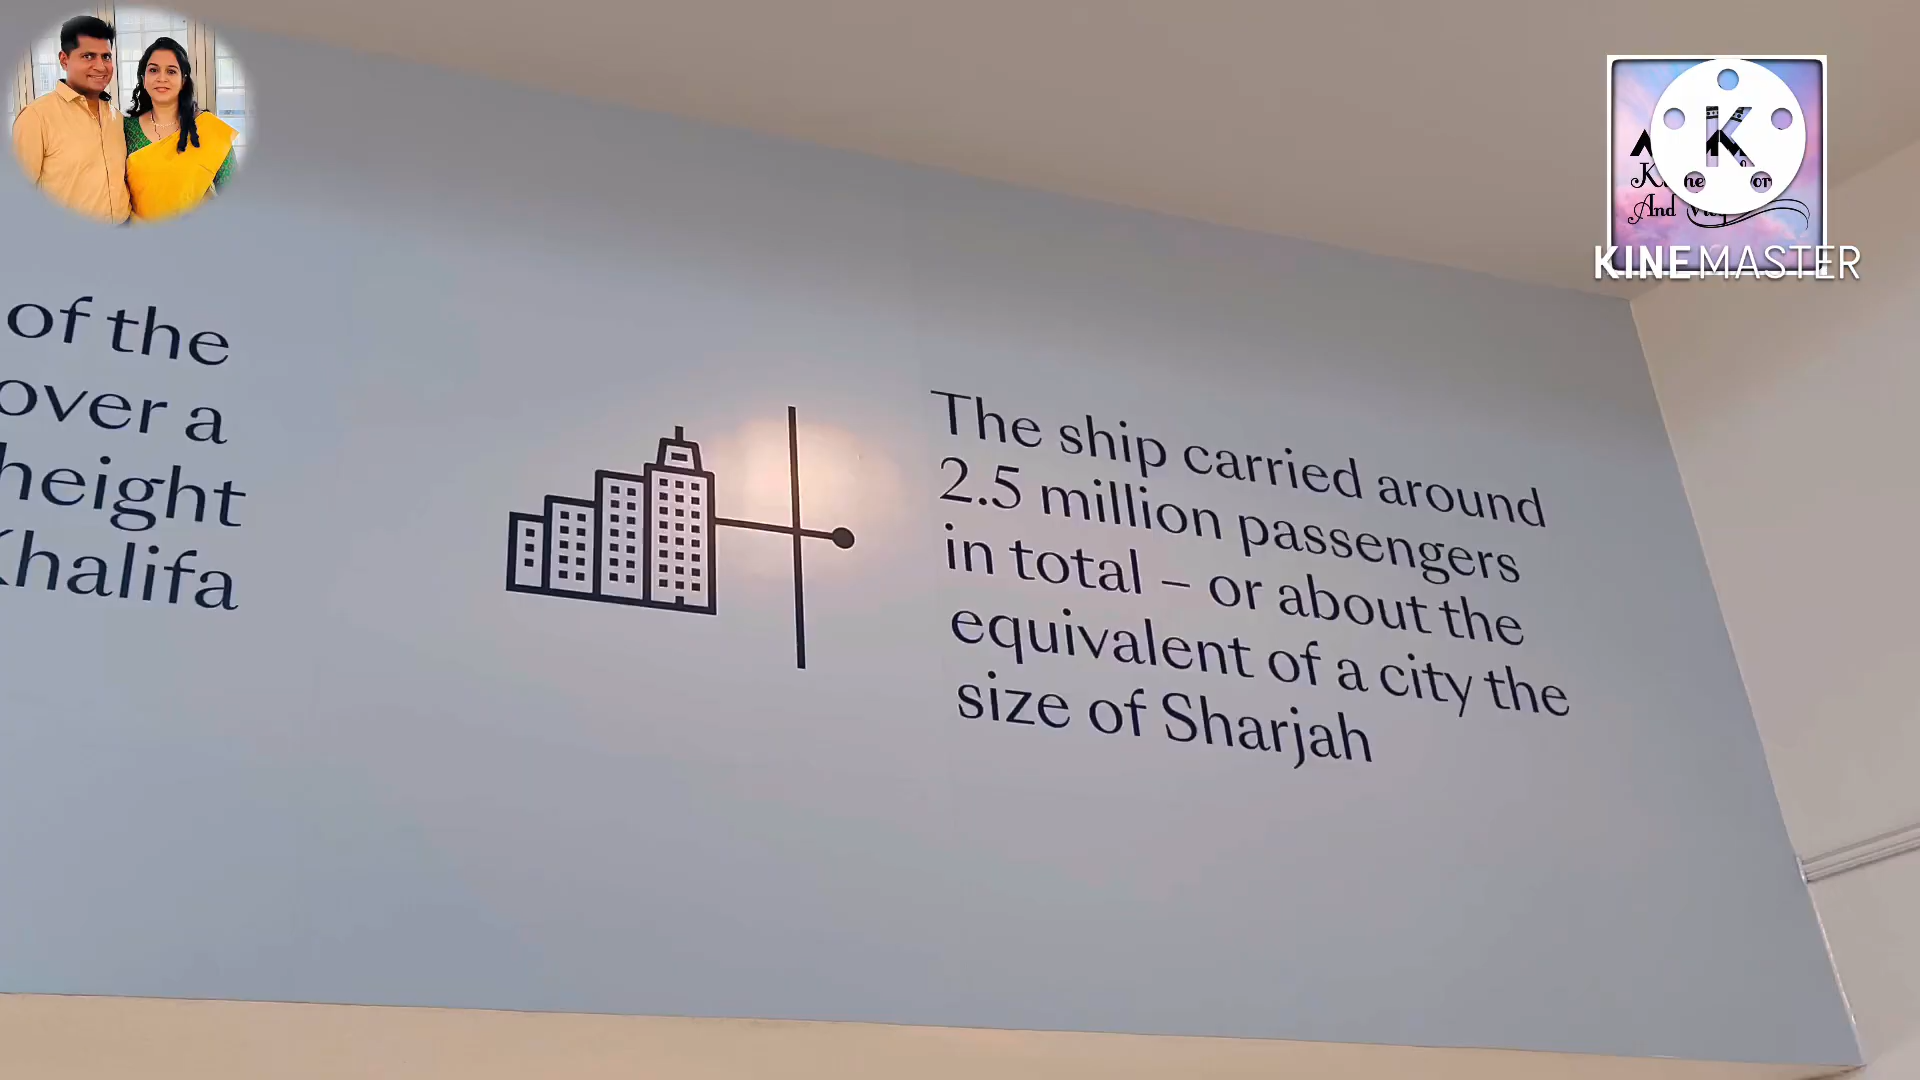 of the
over a
height
Khalifa
The ship carried around
2.5 million passengers
in total – or about the
equivalent of a city the
size of Sharjah
K
And
KINEMASTER